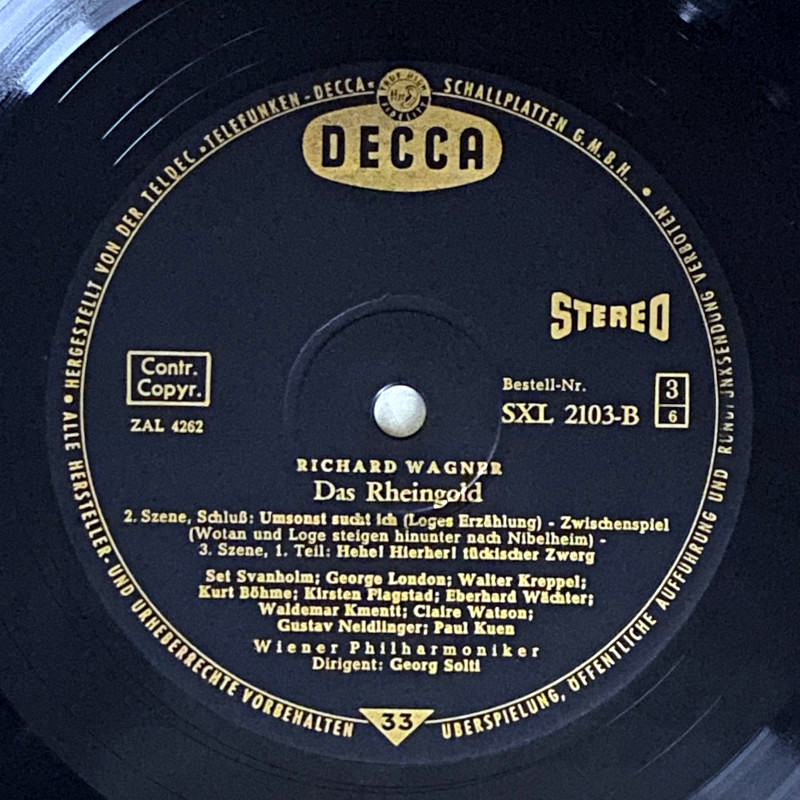 ALLE HERSTELLER- UND URHEBERRECHTE VORBEHALTEN
• HERGESTELLT VON DER TELDEC »TELEFUNKEN-DECCA« SCHALLPLATTEN G.M.B.H. •
ÜBERSPIELUNG, ÖFFENTLICHE AUFFÜHRUNG UND RUNDFUNKSENDUNG VERBOTEN
TRUE HIGH FIDELITY
DECCA
STEREO
Contr.
Copyr.
ZAL 4262
Bestell-Nr.
SXL 2103-B
3
6
RICHARD WAGNER
Das Rheingold
2. Szene, Schluß: Umsonst sucht ich (Loges Erzählung) - Zwischenspiel
(Wotan und Loge steigen hinunter nach Nibelheim) -
3. Szene, 1. Teil: Hehe! Hierher! tückischer Zwerg
Set Svanholm; George London; Walter Kreppel;
Kurt Böhme; Kirsten Flagstad; Eberhard Wächter;
Waldemar Kmentt; Claire Watson;
Gustav Neidlinger; Paul Kuen
Wiener Philharmoniker
Dirigent: Georg Solti
33